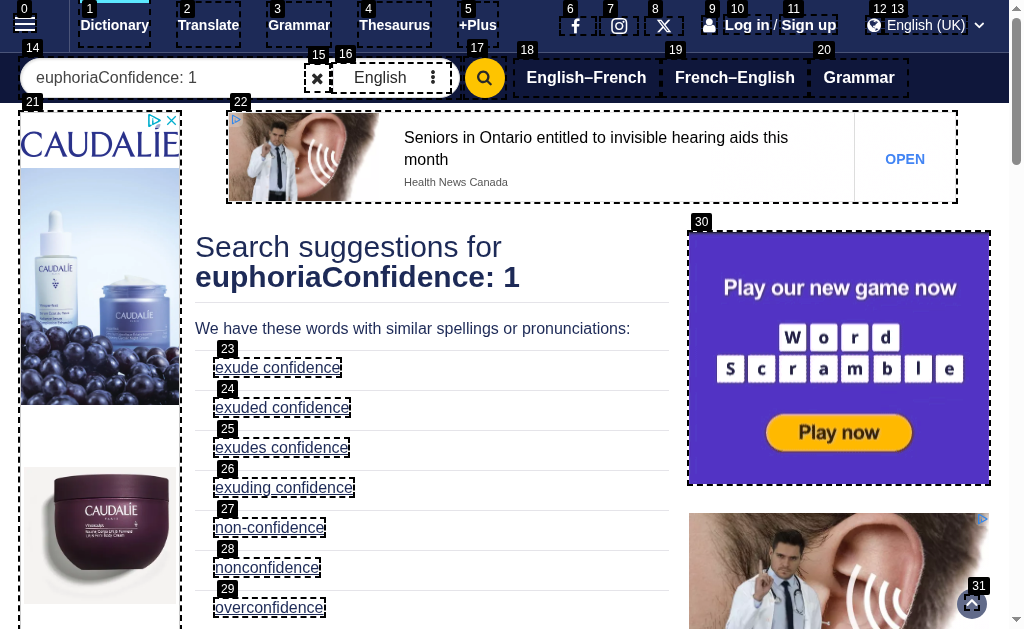 0 1 2 3 4 5 6 7 8 9 10 11 12 13
Dictionary Translate Grammar Thesaurus +Plus Log in / Sign up English (UK)
14 15 16 17 18 19 20
euphoriaConfidence: 1 English English–French French–English Grammar
21 22
CAUDALÍE
Seniors in Ontario entitled to invisible hearing aids this
month
Health News Canada
OPEN
30
Search suggestions for
euphoriaConfidence: 1
We have these words with similar spellings or pronunciations:
23
exude confidence
24
exuded confidence
25
exudes confidence
26
exuding confidence
27
non-confidence
28
nonconfidence
29
overconfidence
Play our new game now
Word
Scramble
Play now
31
CAUDALÍE
CAUDALÍE
CAUDALÍE